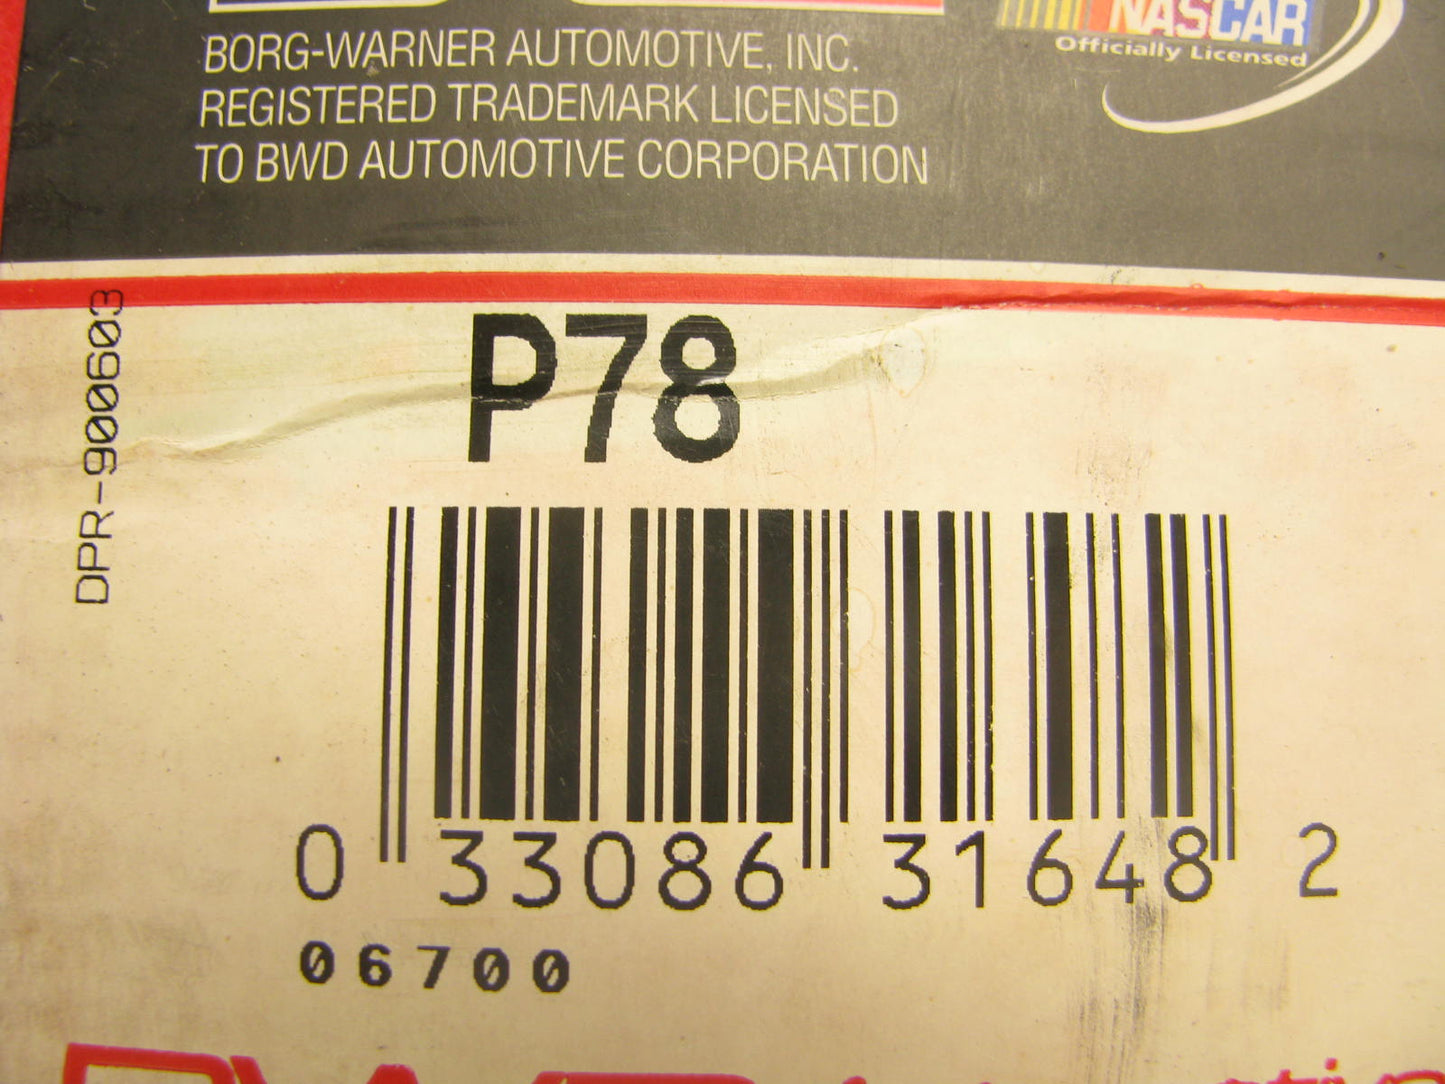 NASCAR
Officially Licensed
BORG-WARNER AUTOMOTIVE, INC.
REGISTERED TRADEMARK LICENSED
TO BWD AUTOMOTIVE CORPORATION
DPR-900603
P78
0 33086 31648 2
06700